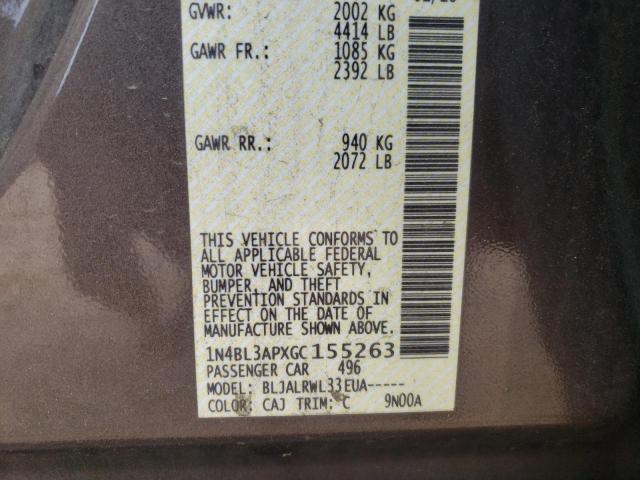 GVWR: 2002 KG
4414 LB
GAWR FR.: 1085 KG
2392 LB
GAWR RR.: 940 KG
2072 LB
THIS VEHICLE CONFORMS TO
ALL APPLICABLE FEDERAL
MOTOR VEHICLE SAFETY,
BUMPER, AND THEFT
PREVENTION STANDARDS IN
EFFECT ON THE DATE OF
MANUFACTURE SHOWN ABOVE.
1N4BL3APXGC155263
PASSENGER CAR 496
MODEL: BLJALRWL33EUA-----
COLOR: CAJ TRIM: C 9N00A